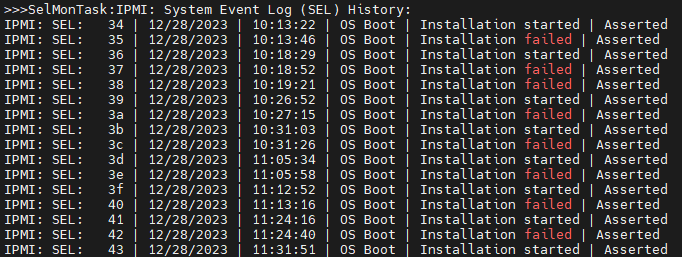 >>>SelMonTask:IPMI: System Event Log (SEL) History:
IPMI: SEL:   34 | 12/28/2023 | 10:13:22 | OS Boot | Installation started | Asserted
IPMI: SEL:   35 | 12/28/2023 | 10:13:46 | OS Boot | Installation failed | Asserted
IPMI: SEL:   36 | 12/28/2023 | 10:18:29 | OS Boot | Installation started | Asserted
IPMI: SEL:   37 | 12/28/2023 | 10:18:52 | OS Boot | Installation failed | Asserted
IPMI: SEL:   38 | 12/28/2023 | 10:19:21 | OS Boot | Installation failed | Asserted
IPMI: SEL:   39 | 12/28/2023 | 10:26:52 | OS Boot | Installation started | Asserted
IPMI: SEL:   3a | 12/28/2023 | 10:27:15 | OS Boot | Installation failed | Asserted
IPMI: SEL:   3b | 12/28/2023 | 10:31:03 | OS Boot | Installation started | Asserted
IPMI: SEL:   3c | 12/28/2023 | 10:31:26 | OS Boot | Installation failed | Asserted
IPMI: SEL:   3d | 12/28/2023 | 11:05:34 | OS Boot | Installation started | Asserted
IPMI: SEL:   3e | 12/28/2023 | 11:05:58 | OS Boot | Installation failed | Asserted
IPMI: SEL:   3f | 12/28/2023 | 11:12:52 | OS Boot | Installation started | Asserted
IPMI: SEL:   40 | 12/28/2023 | 11:13:16 | OS Boot | Installation failed | Asserted
IPMI: SEL:   41 | 12/28/2023 | 11:24:16 | OS Boot | Installation started | Asserted
IPMI: SEL:   42 | 12/28/2023 | 11:24:40 | OS Boot | Installation failed | Asserted
IPMI: SEL:   43 | 12/28/2023 | 11:31:51 | OS Boot | Installation started | Asserted